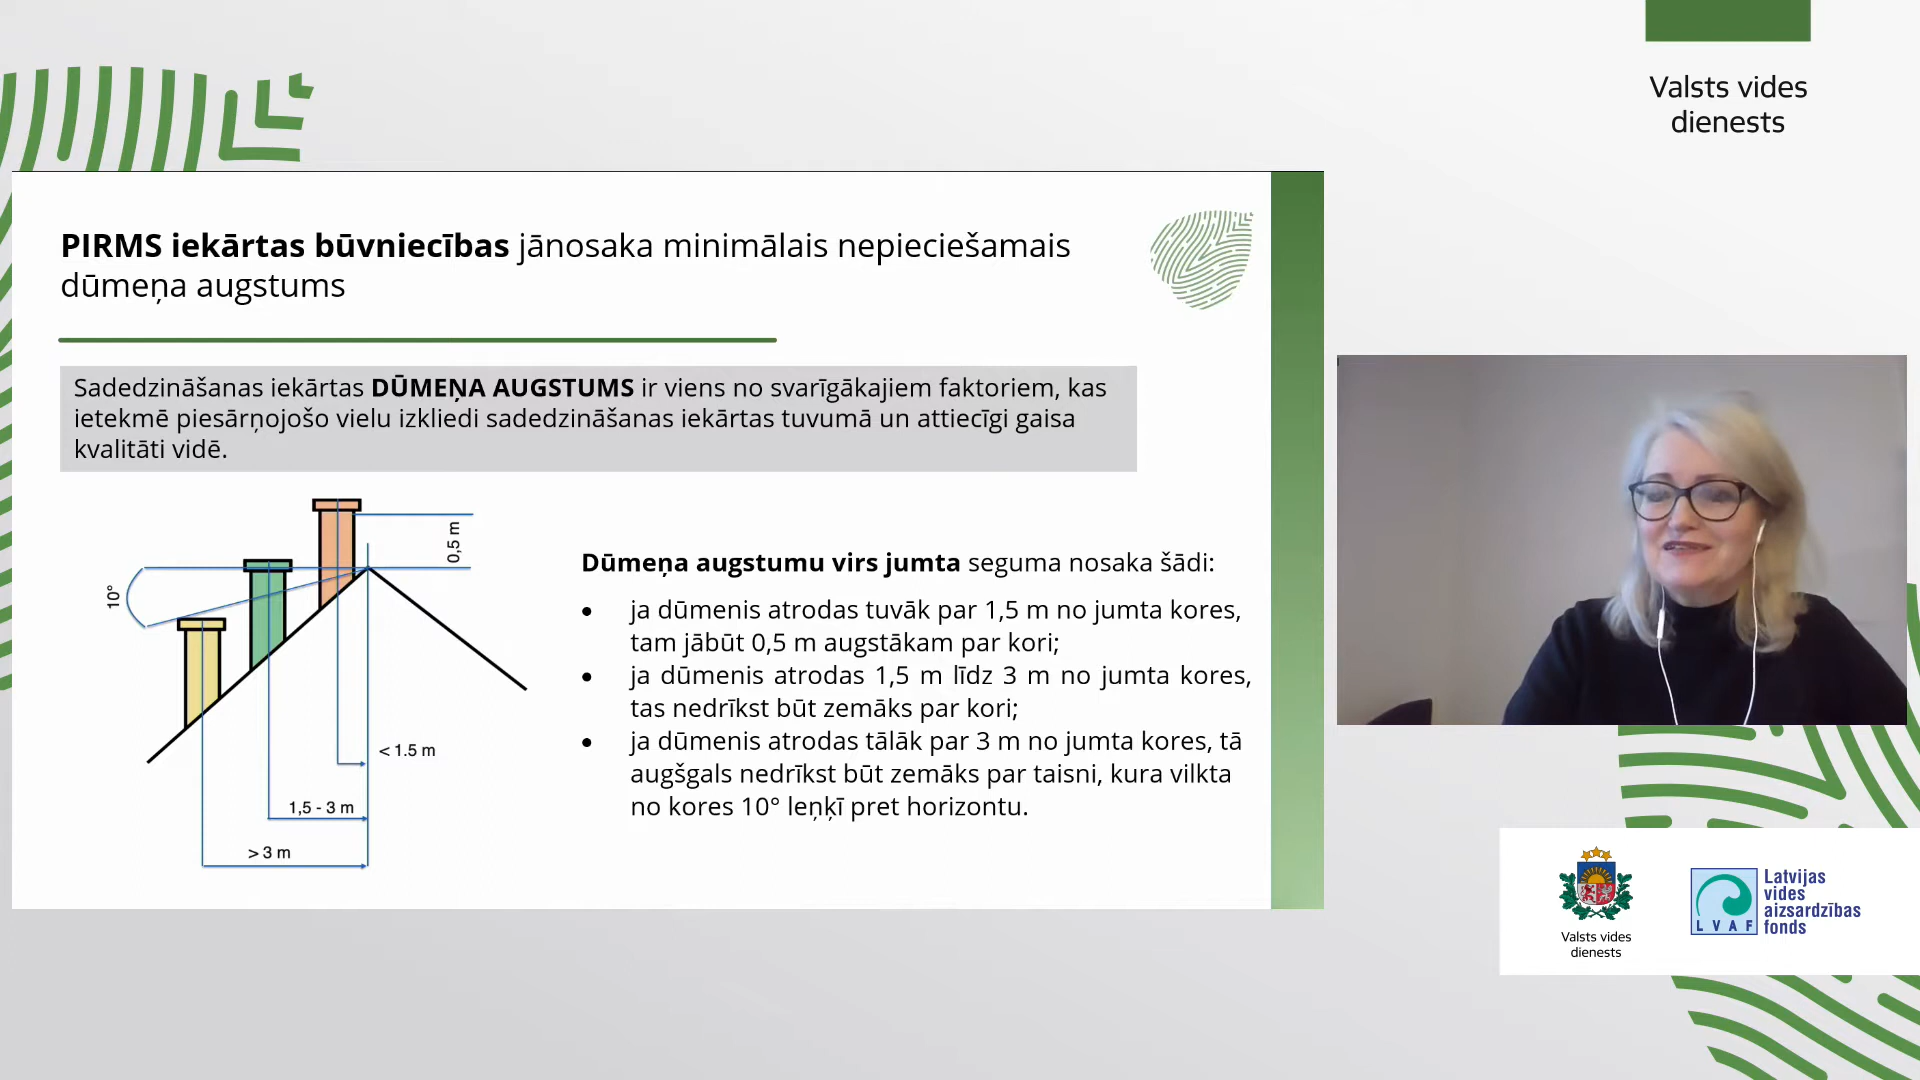 Valsts vides
dienests
PIRMS iekārtas būvniecības jānosaka minimālais nepieciešamais
dūmeņa augstums
Sadedzināšanas iekārtas DŪMEŅA AUGSTUMS ir viens no svarīgākajiem faktoriem, kas
ietekmē piesārņojošo vielu izkliedi sadedzināšanas iekārtas tuvumā un attiecīgi gaisa
kvalitāti vidē.
0,5 m
10°
< 1.5 m
1,5 - 3 m
> 3 m
Dūmeņa augstumu virs jumta seguma nosaka šādi:
• ja dūmenis atrodas tuvāk par 1,5 m no jumta kores,
tam jābūt 0,5 m augstākam par kori;
• ja dūmenis atrodas 1,5 m līdz 3 m no jumta kores,
tas nedrīkst būt zemāks par kori;
• ja dūmenis atrodas tālāk par 3 m no jumta kores, tā
augšgals nedrīkst būt zemāks par taisni, kura vilkta
no kores 10° leņķī pret horizontu.
Valsts vides
dienests
LVAF
Latvijas
vides
aizsardzības
fonds